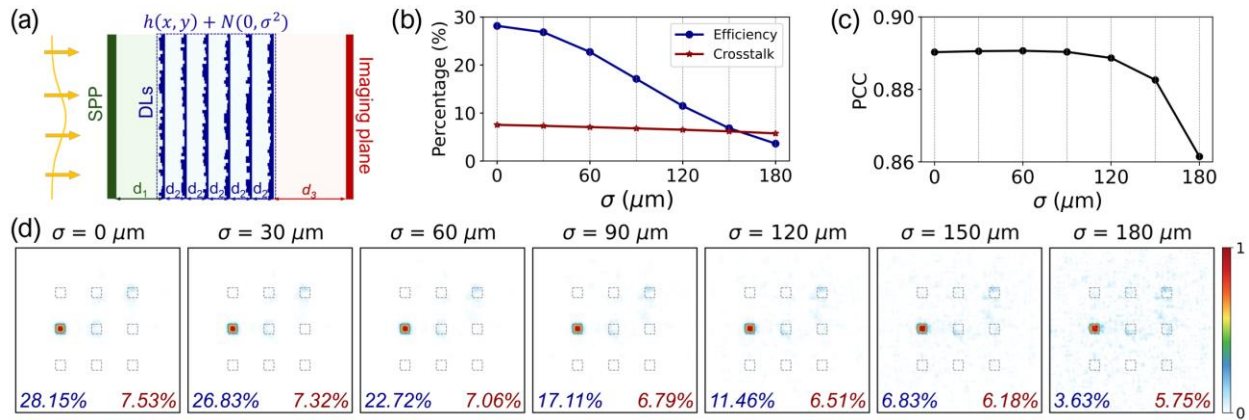 (a)
h(x, y) + N(0, σ²)
SPP
DLs
Imaging plane
d₁
d₂
d₂
d₂
d₂
d₂
d₂
d₃
(b)
Percentage (%)
30
20
10
0
Efficiency
Crosstalk
0
60
120
180
σ (μm)
(c)
PCC
0.90
0.88
0.86
0
60
120
180
σ (μm)
(d)
σ = 0 μm
σ = 30 μm
σ = 60 μm
σ = 90 μm
σ = 120 μm
σ = 150 μm
σ = 180 μm
28.15%
7.53%
26.83%
7.32%
22.72%
7.06%
17.11%
6.79%
11.46%
6.51%
6.83%
6.18%
3.63%
5.75%
1
0